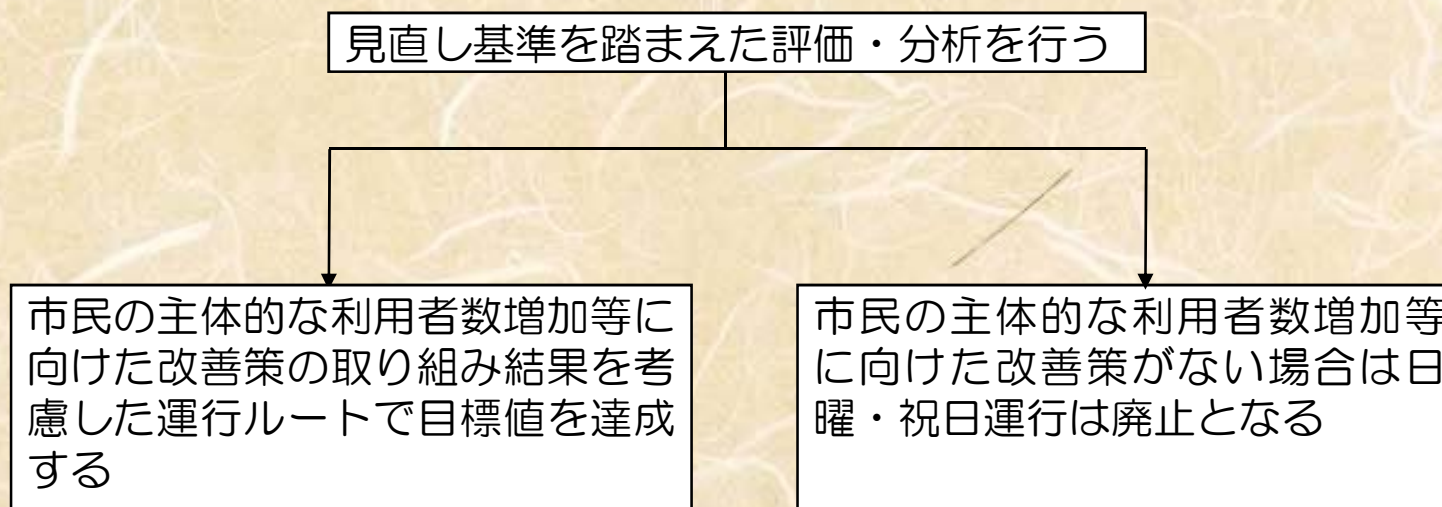 見直し基準を踏まえた評価・分析を行う
市民の主体的な利用者数増加等に
向けた改善策の取り組み結果を考
慮した運行ルートで目標値を達成
する
市民の主体的な利用者数増加等
に向けた改善策がない場合は日
曜・祝日運行は廃止となる